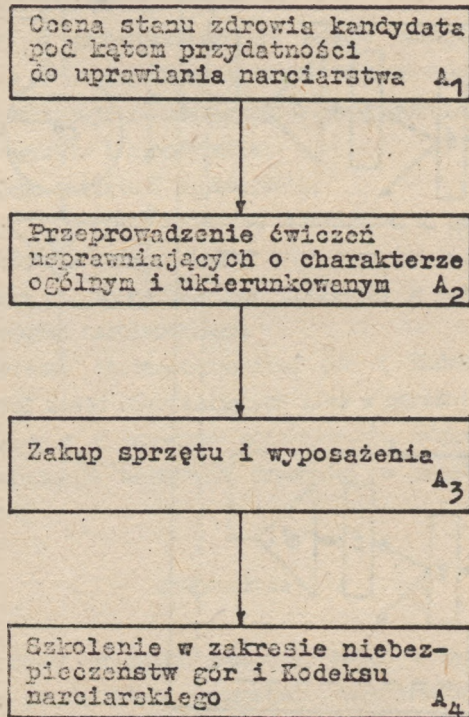 Ocena stanu zdrowia kandydata
pod kątem przydatności
do uprawiania narciarstwa A1
Przeprowadzenie ćwiczeń
usprawniających o charakterze
ogólnym i ukierunkowanym A2
Zakup sprzętu i wyposażenia
A3
Szkolenie w zakresie niebez-
pieczeństw gór i Kodeksu
narciarskiego A4